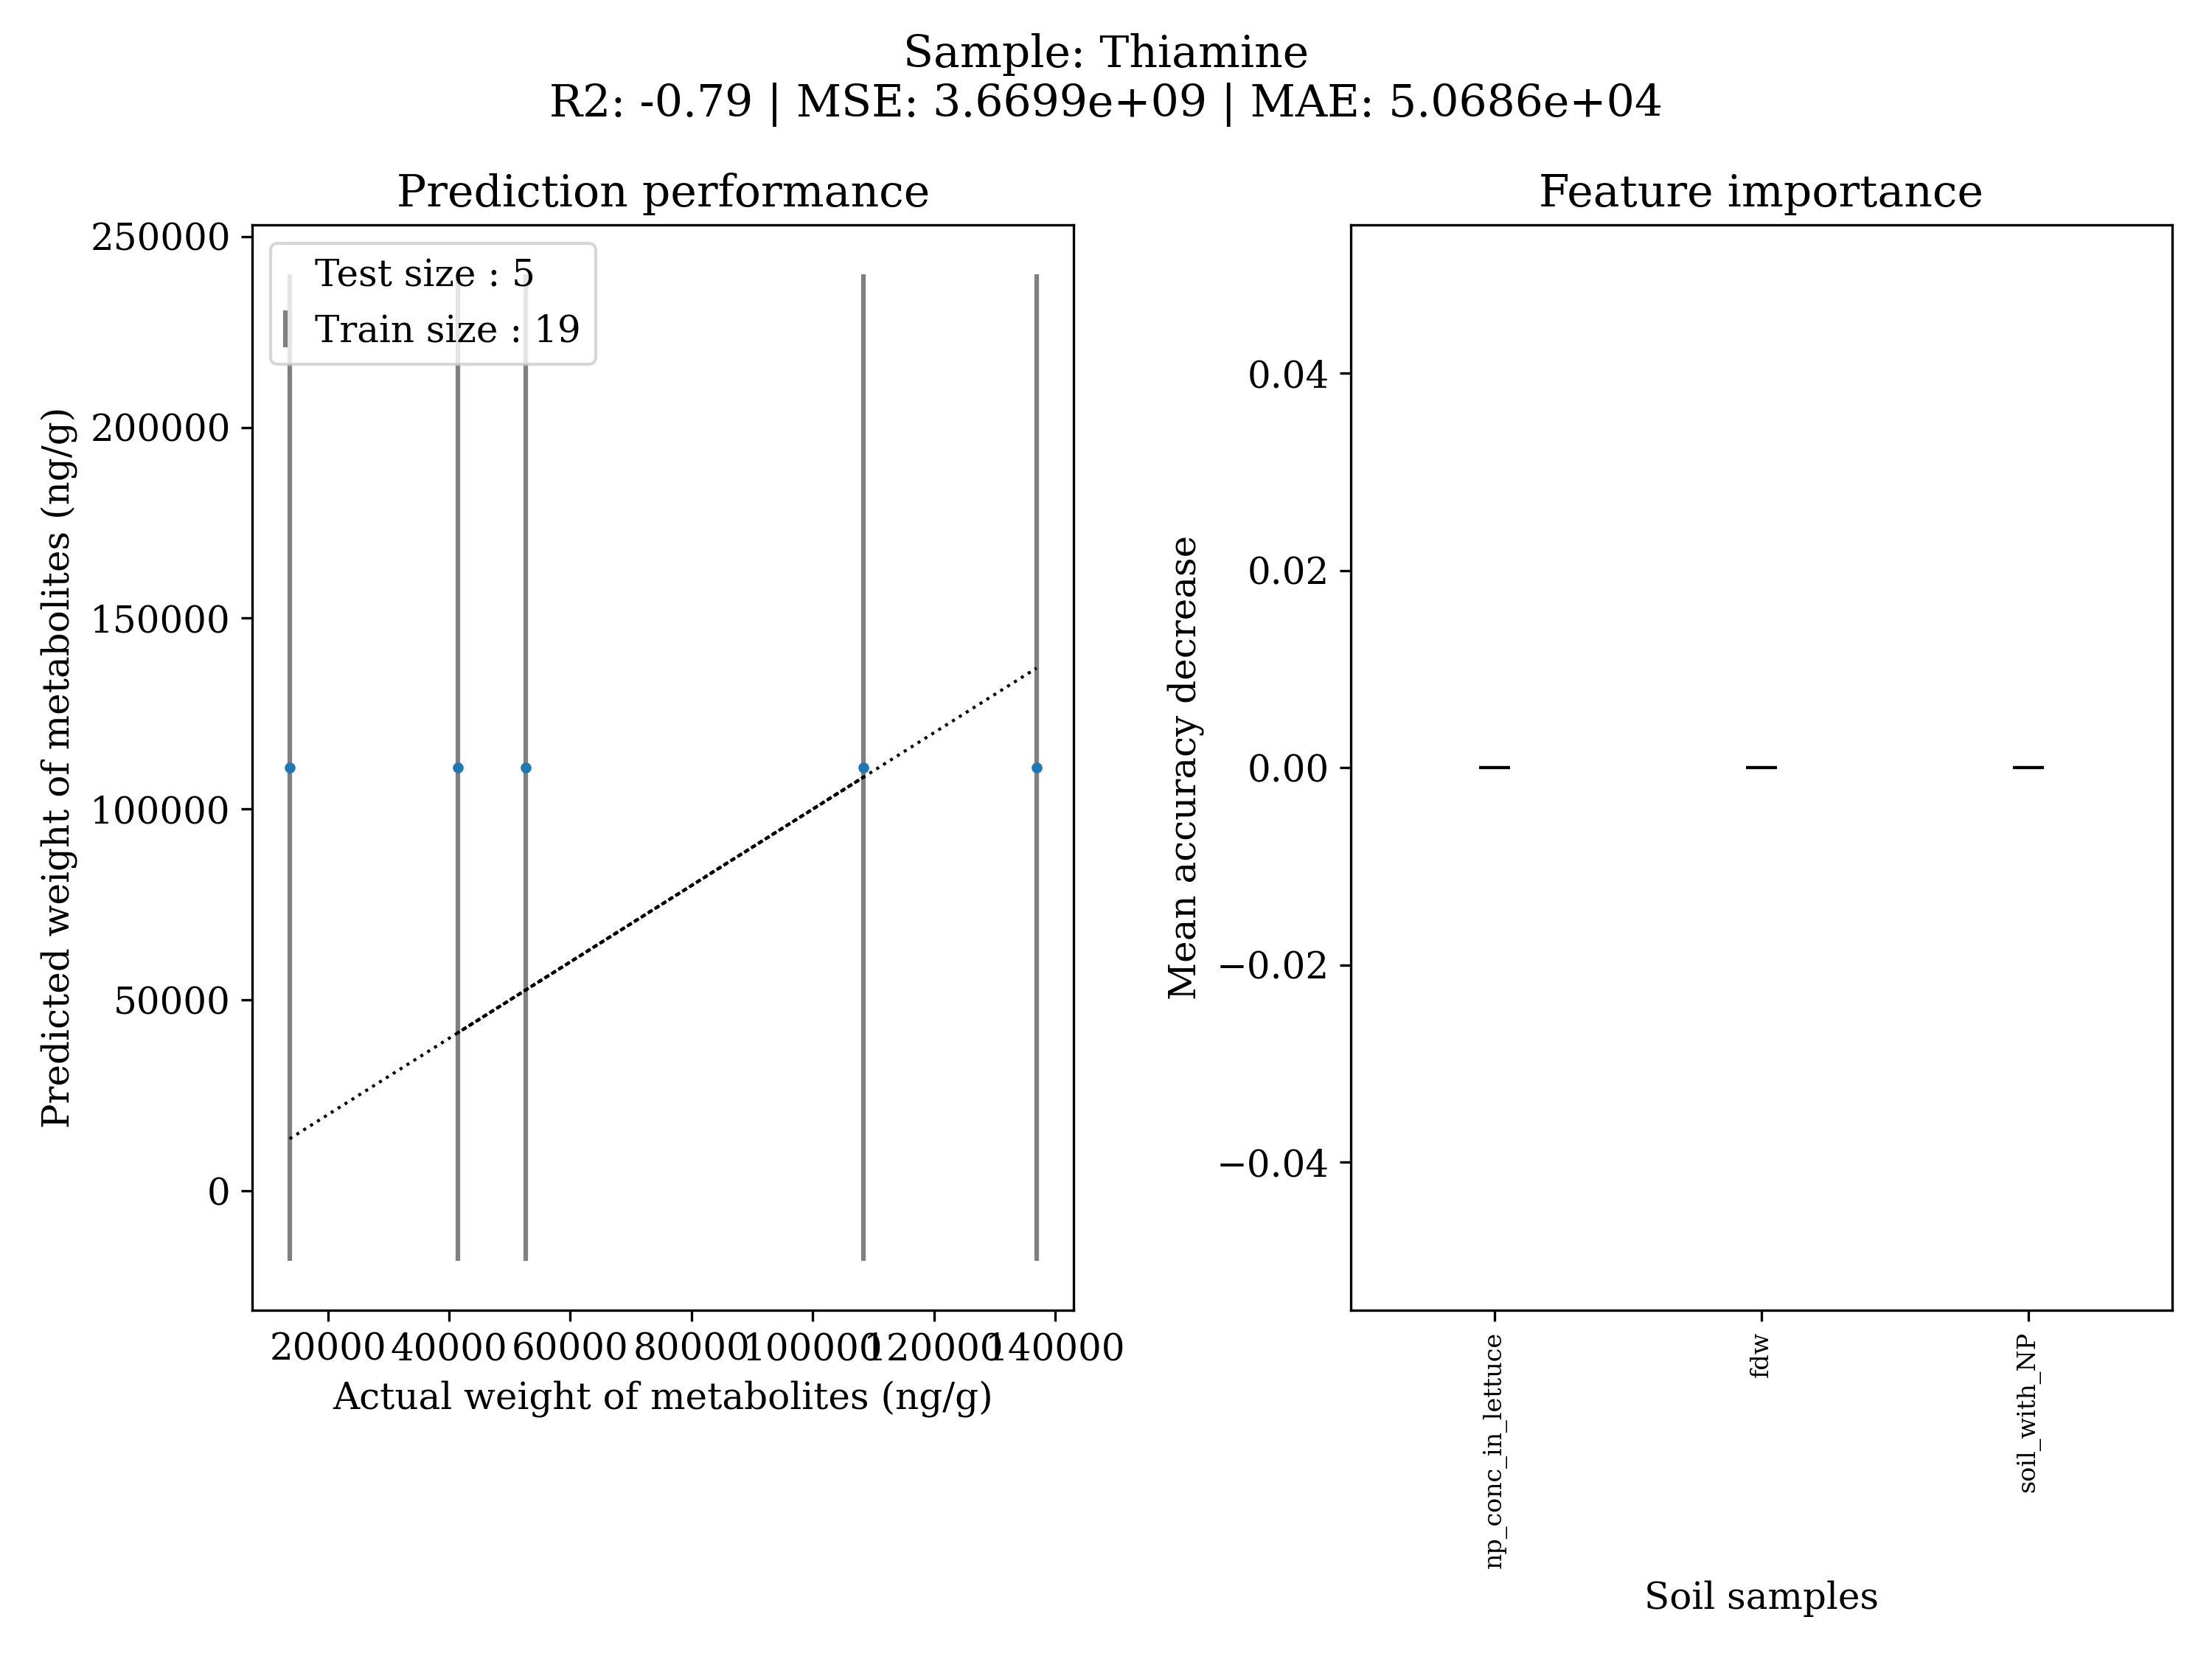 Sample: Thiamine
R2: -0.79 | MSE: 3.6699e+09 | MAE: 5.0686e+04
Prediction performance
250000
200000
150000
100000
50000
0
Predicted weight of metabolites (ng/g)
Test size : 5
Train size : 19
20000 40000 60000 80000 100000 120000 140000
Actual weight of metabolites (ng/g)
Feature importance
0.04
0.02
0.00
−0.02
−0.04
Mean accuracy decrease
np_conc_in_lettuce
fdw
soil_with_NP
Soil samples